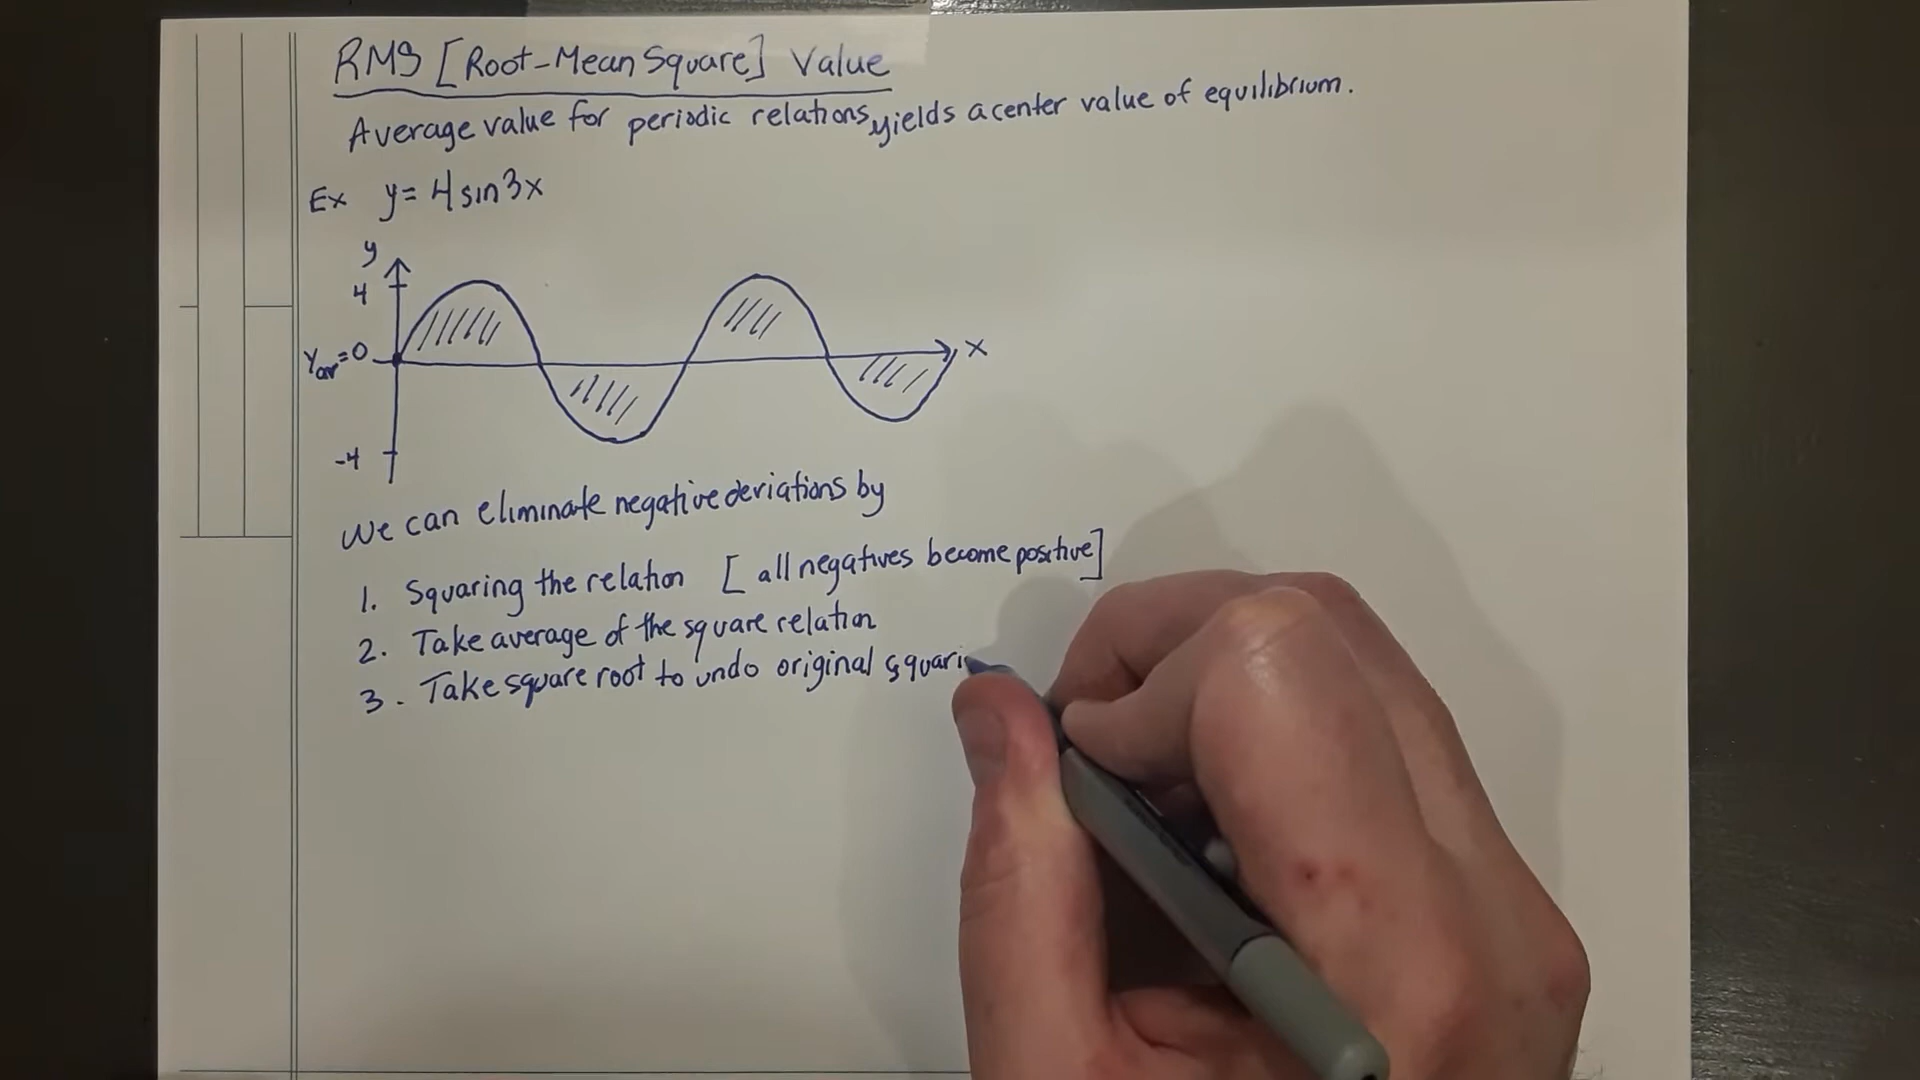 RMS [Root-Mean Square] Value
Average value for periodic relations, yields a center value of equilibrium.
Ex y = 4 sin 3x
y
4
Yav = 0
x
-4
We can eliminate negative deviations by
1. Squaring the relation [all negatives become positive]
2. Take average of the square relation
3. Take square root to undo original squari